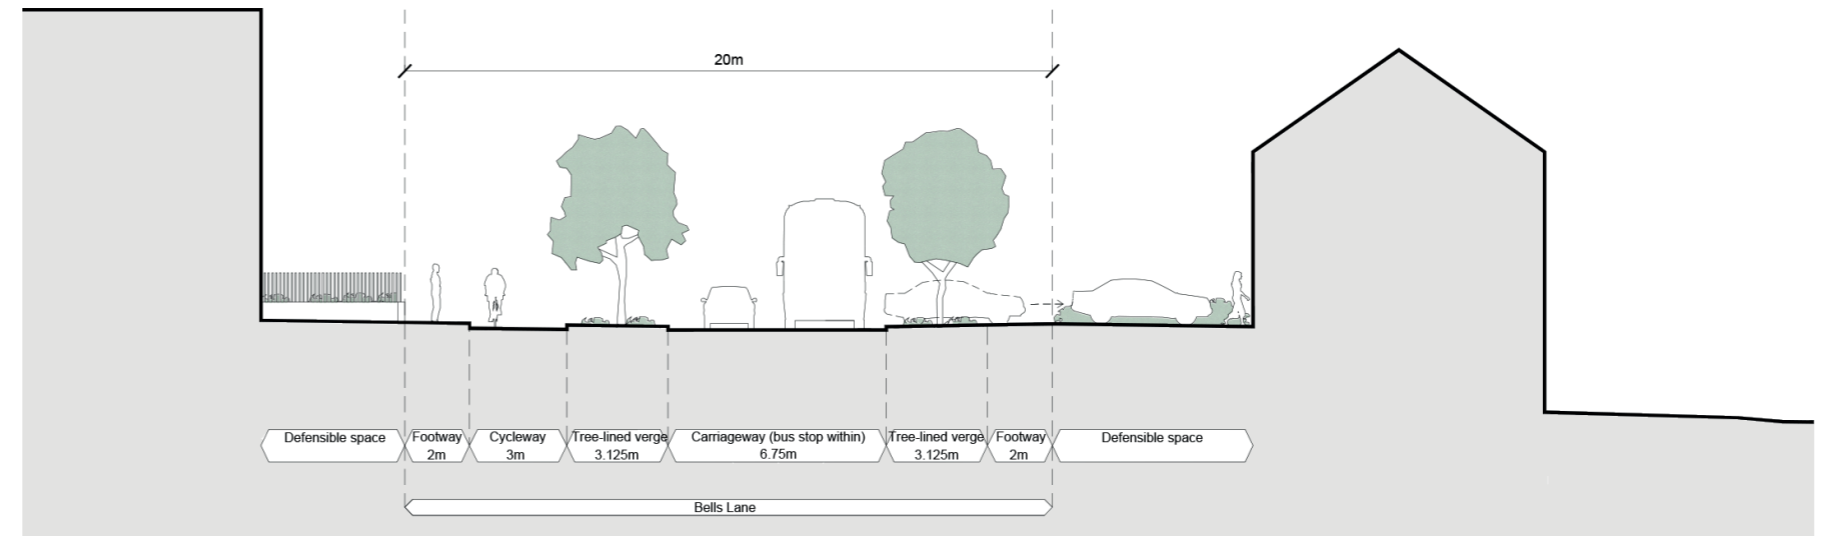 20m
Defensible space
Footway
2m
Cycleway
3m
Tree-lined verge
3.125m
Carriageway (bus stop within)
6.75m
Tree-lined verge
3.125m
Footway
2m
Defensible space
Bells Lane